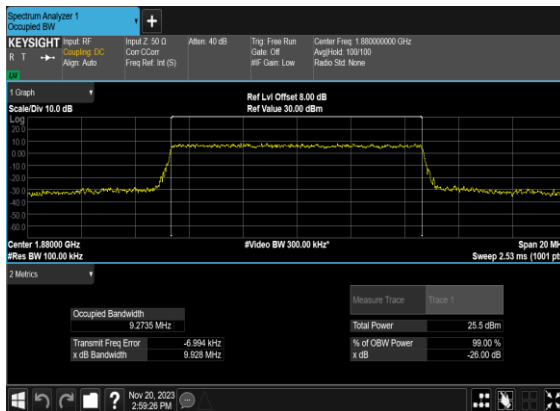 Spectrum Analyzer 1
Occupied BW
KEYSIGHT Input: RF Input Z: 50 Ω Atten: 40 dB Trig: Free Run Center Freq: 1.880000000 GHz
R T Coupling: DC Corr CCorr Gate: Off Avg|Hold: 100/100
Align: Auto Freq Ref: Int (S) #IF Gain: Low Radio Std: None
1 Graph
Ref Lvl Offset 8.00 dB
Scale/Div 10.0 dB Ref Value 30.00 dBm
Log
20.0
10.0
0.00
-10.0
-20.0
-30.0
-40.0
-50.0
-60.0
Center 1.88000 GHz #Video BW 300.00 kHz* Span 20 MH
#Res BW 100.00 kHz Sweep 2.53 ms (1001 pt
2 Metrics
Measure Trace Trace 1
Occupied Bandwidth
9.2735 MHz Total Power 25.5 dBm
Transmit Freq Error -6.994 kHz % of OBW Power 99.00 %
x dB Bandwidth 9.928 MHz x dB -26.00 dB
Nov 20, 2023
2:59:26 PM